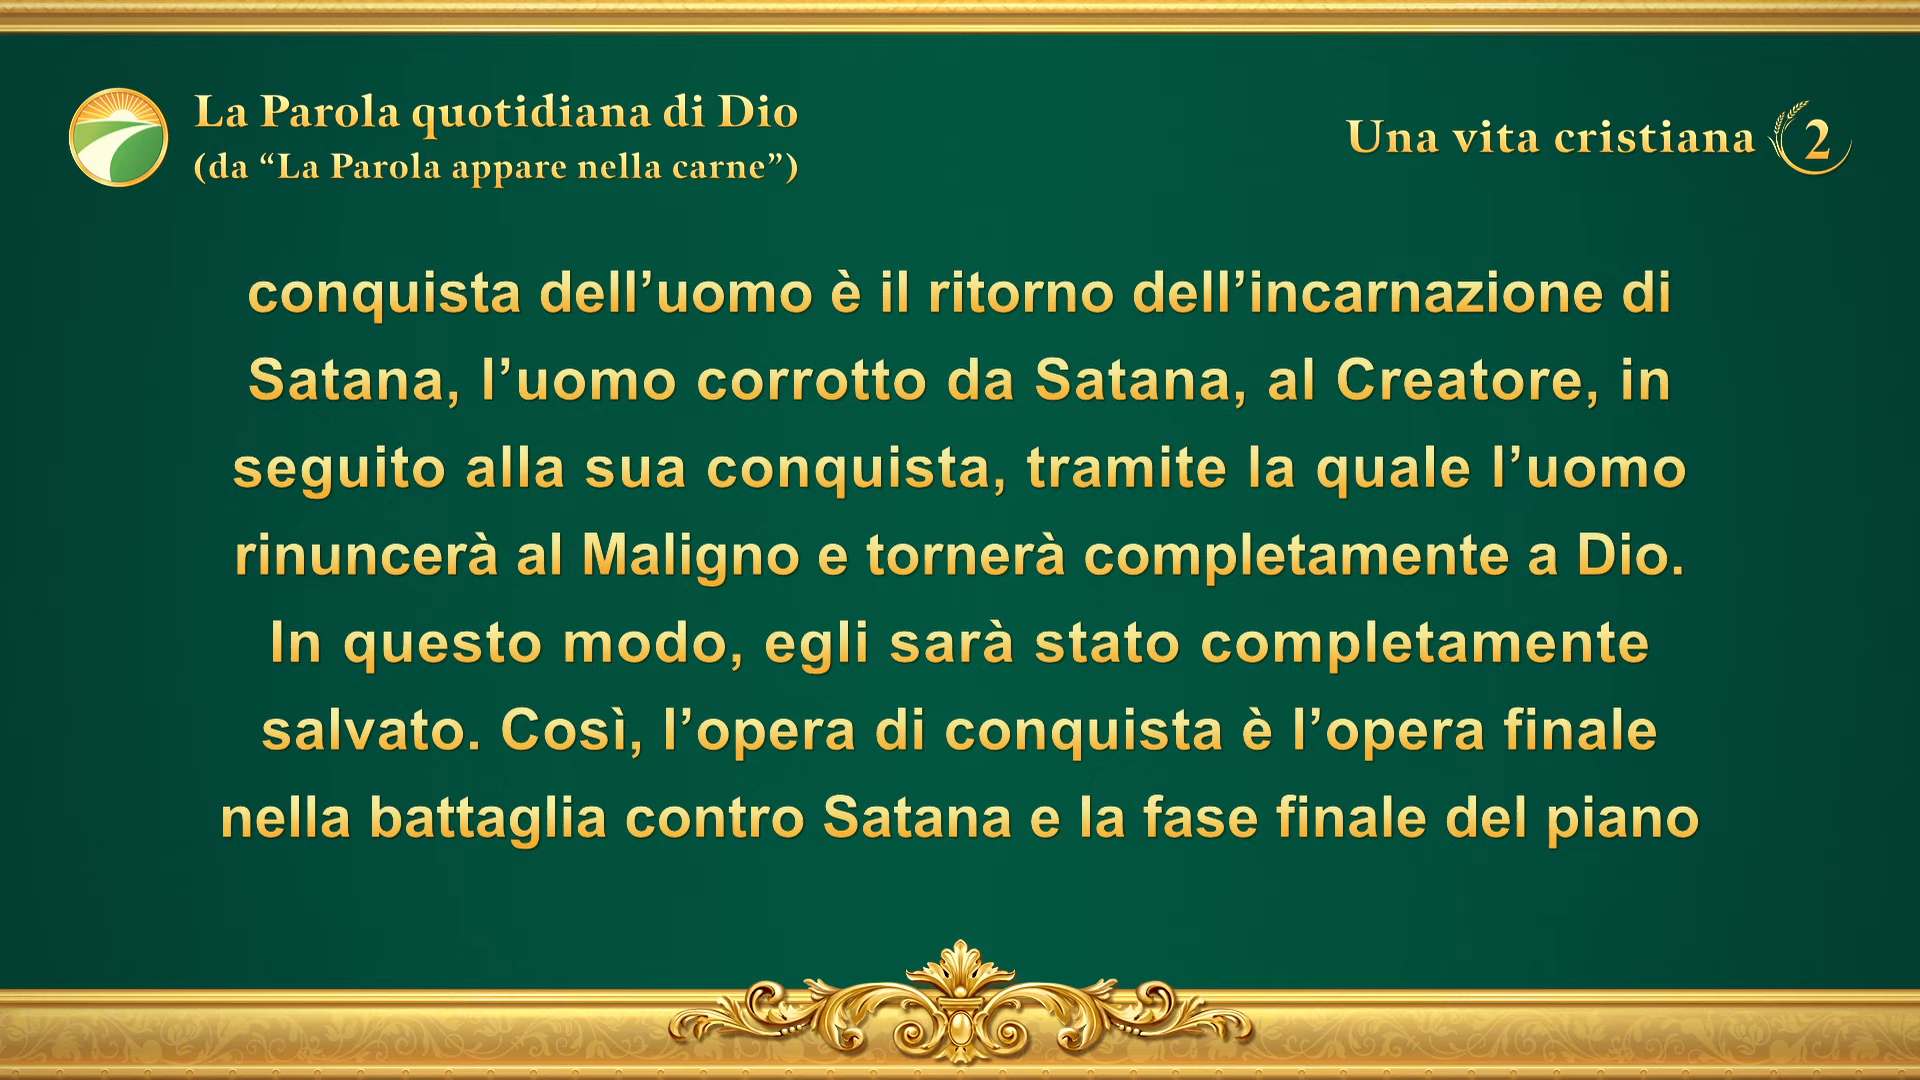 La Parola quotidiana di Dio
(da “La Parola appare nella carne”)
Una vita cristiana 2
conquista dell’uomo è il ritorno dell’incarnazione di
Satana, l’uomo corrotto da Satana, al Creatore, in
seguito alla sua conquista, tramite la quale l’uomo
rinuncerà al Maligno e tornerà completamente a Dio.
In questo modo, egli sarà stato completamente
salvato. Così, l’opera di conquista è l’opera finale
nella battaglia contro Satana e la fase finale del piano